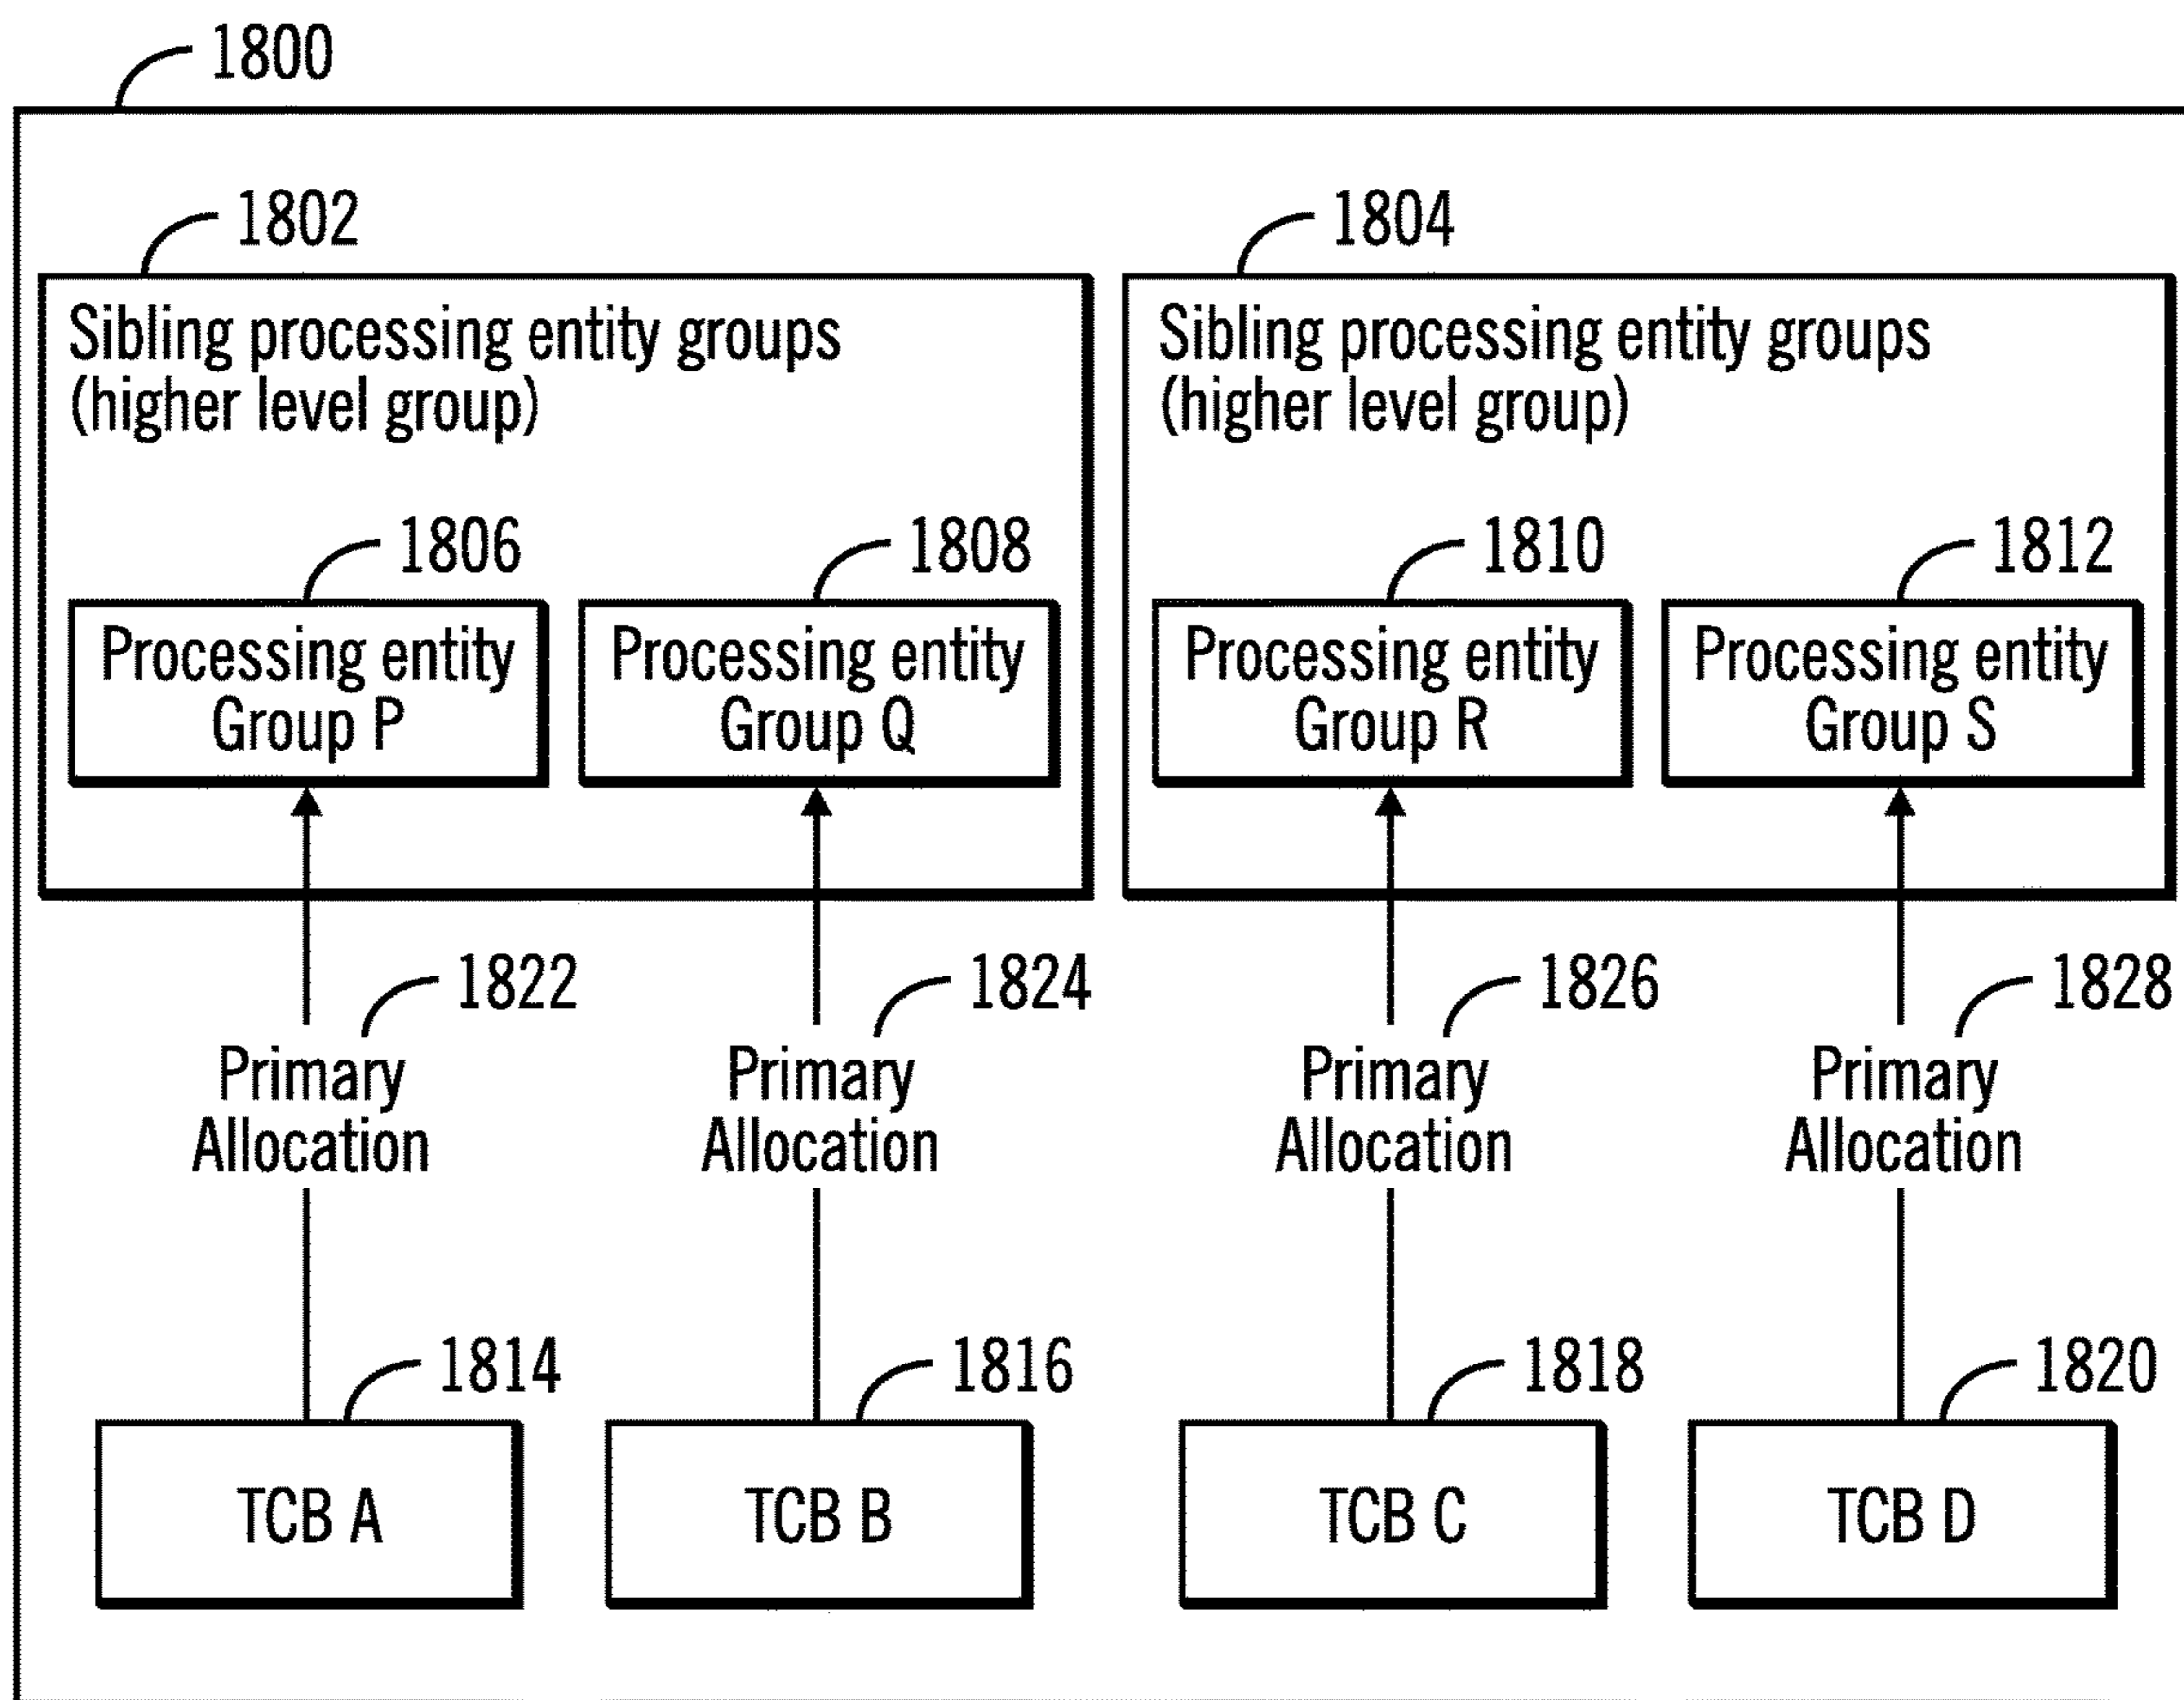 1800
1802
1804
Sibling processing entity groups
(higher level group)
Sibling processing entity groups
(higher level group)
1806
1808
1810
1812
Processing entity
Group P
Processing entity
Group Q
Processing entity
Group R
Processing entity
Group S
1822
1824
1826
1828
Primary
Allocation
Primary
Allocation
Primary
Allocation
Primary
Allocation
1814
1816
1818
1820
TCB A
TCB B
TCB C
TCB D